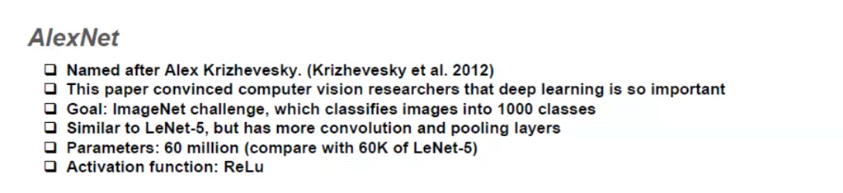 AlexNet
❑ Named after Alex Krizhevesky. (Krizhevesky et al. 2012)
❑ This paper convinced computer vision researchers that deep learning is so important
❑ Goal: ImageNet challenge, which classifies images into 1000 classes
❑ Similar to LeNet-5, but has more convolution and pooling layers
❑ Parameters: 60 million (compare with 60K of LeNet-5)
❑ Activation function: ReLu